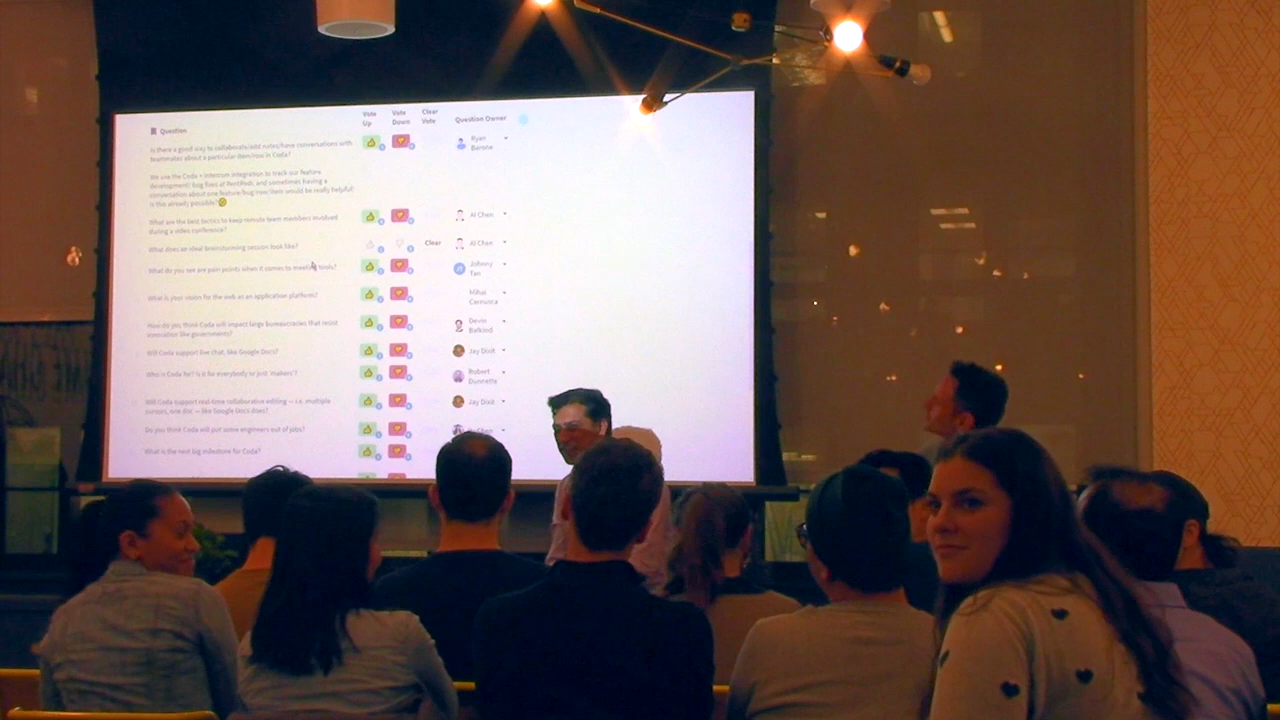 Question
Vote Up
Vote Down
Clear Vote
Question Owner
Is there a good way to collaborate/add notes/have conversations with
teammates about a particular item/row in Coda?
Ryan Barone
We use the Coda + Intercom integration to track our feature
development/ bug fixes of RentRedi, and sometimes having a
conversation about one feature/bug row/item would be really helpful!
Is this already possible?
What are the best tactics to keep remote team members involved
during a video conference?
Al Chen
What does an ideal brainstorming session look like?
Clear
Al Chen
What do you see are pain points when it comes to meeting tools?
Johnny Tan
What is your vision for the web as an application platform?
Mihai
How do you think Coda will impact large bureaucracies that resist
innovation like governments?
Devin Balkind
Will Coda support live chat, like Google Docs?
Jay Dixit
Who is Coda for? Is it for everybody or just 'makers'?
Robert Dunnette
Will Coda support real-time collaborative editing -- i.e. multiple
cursors, one doc -- like Google Docs does?
Jay Dixit
Do you think Coda will put some engineers out of jobs?
Chen
What is the next big milestone for Coda?